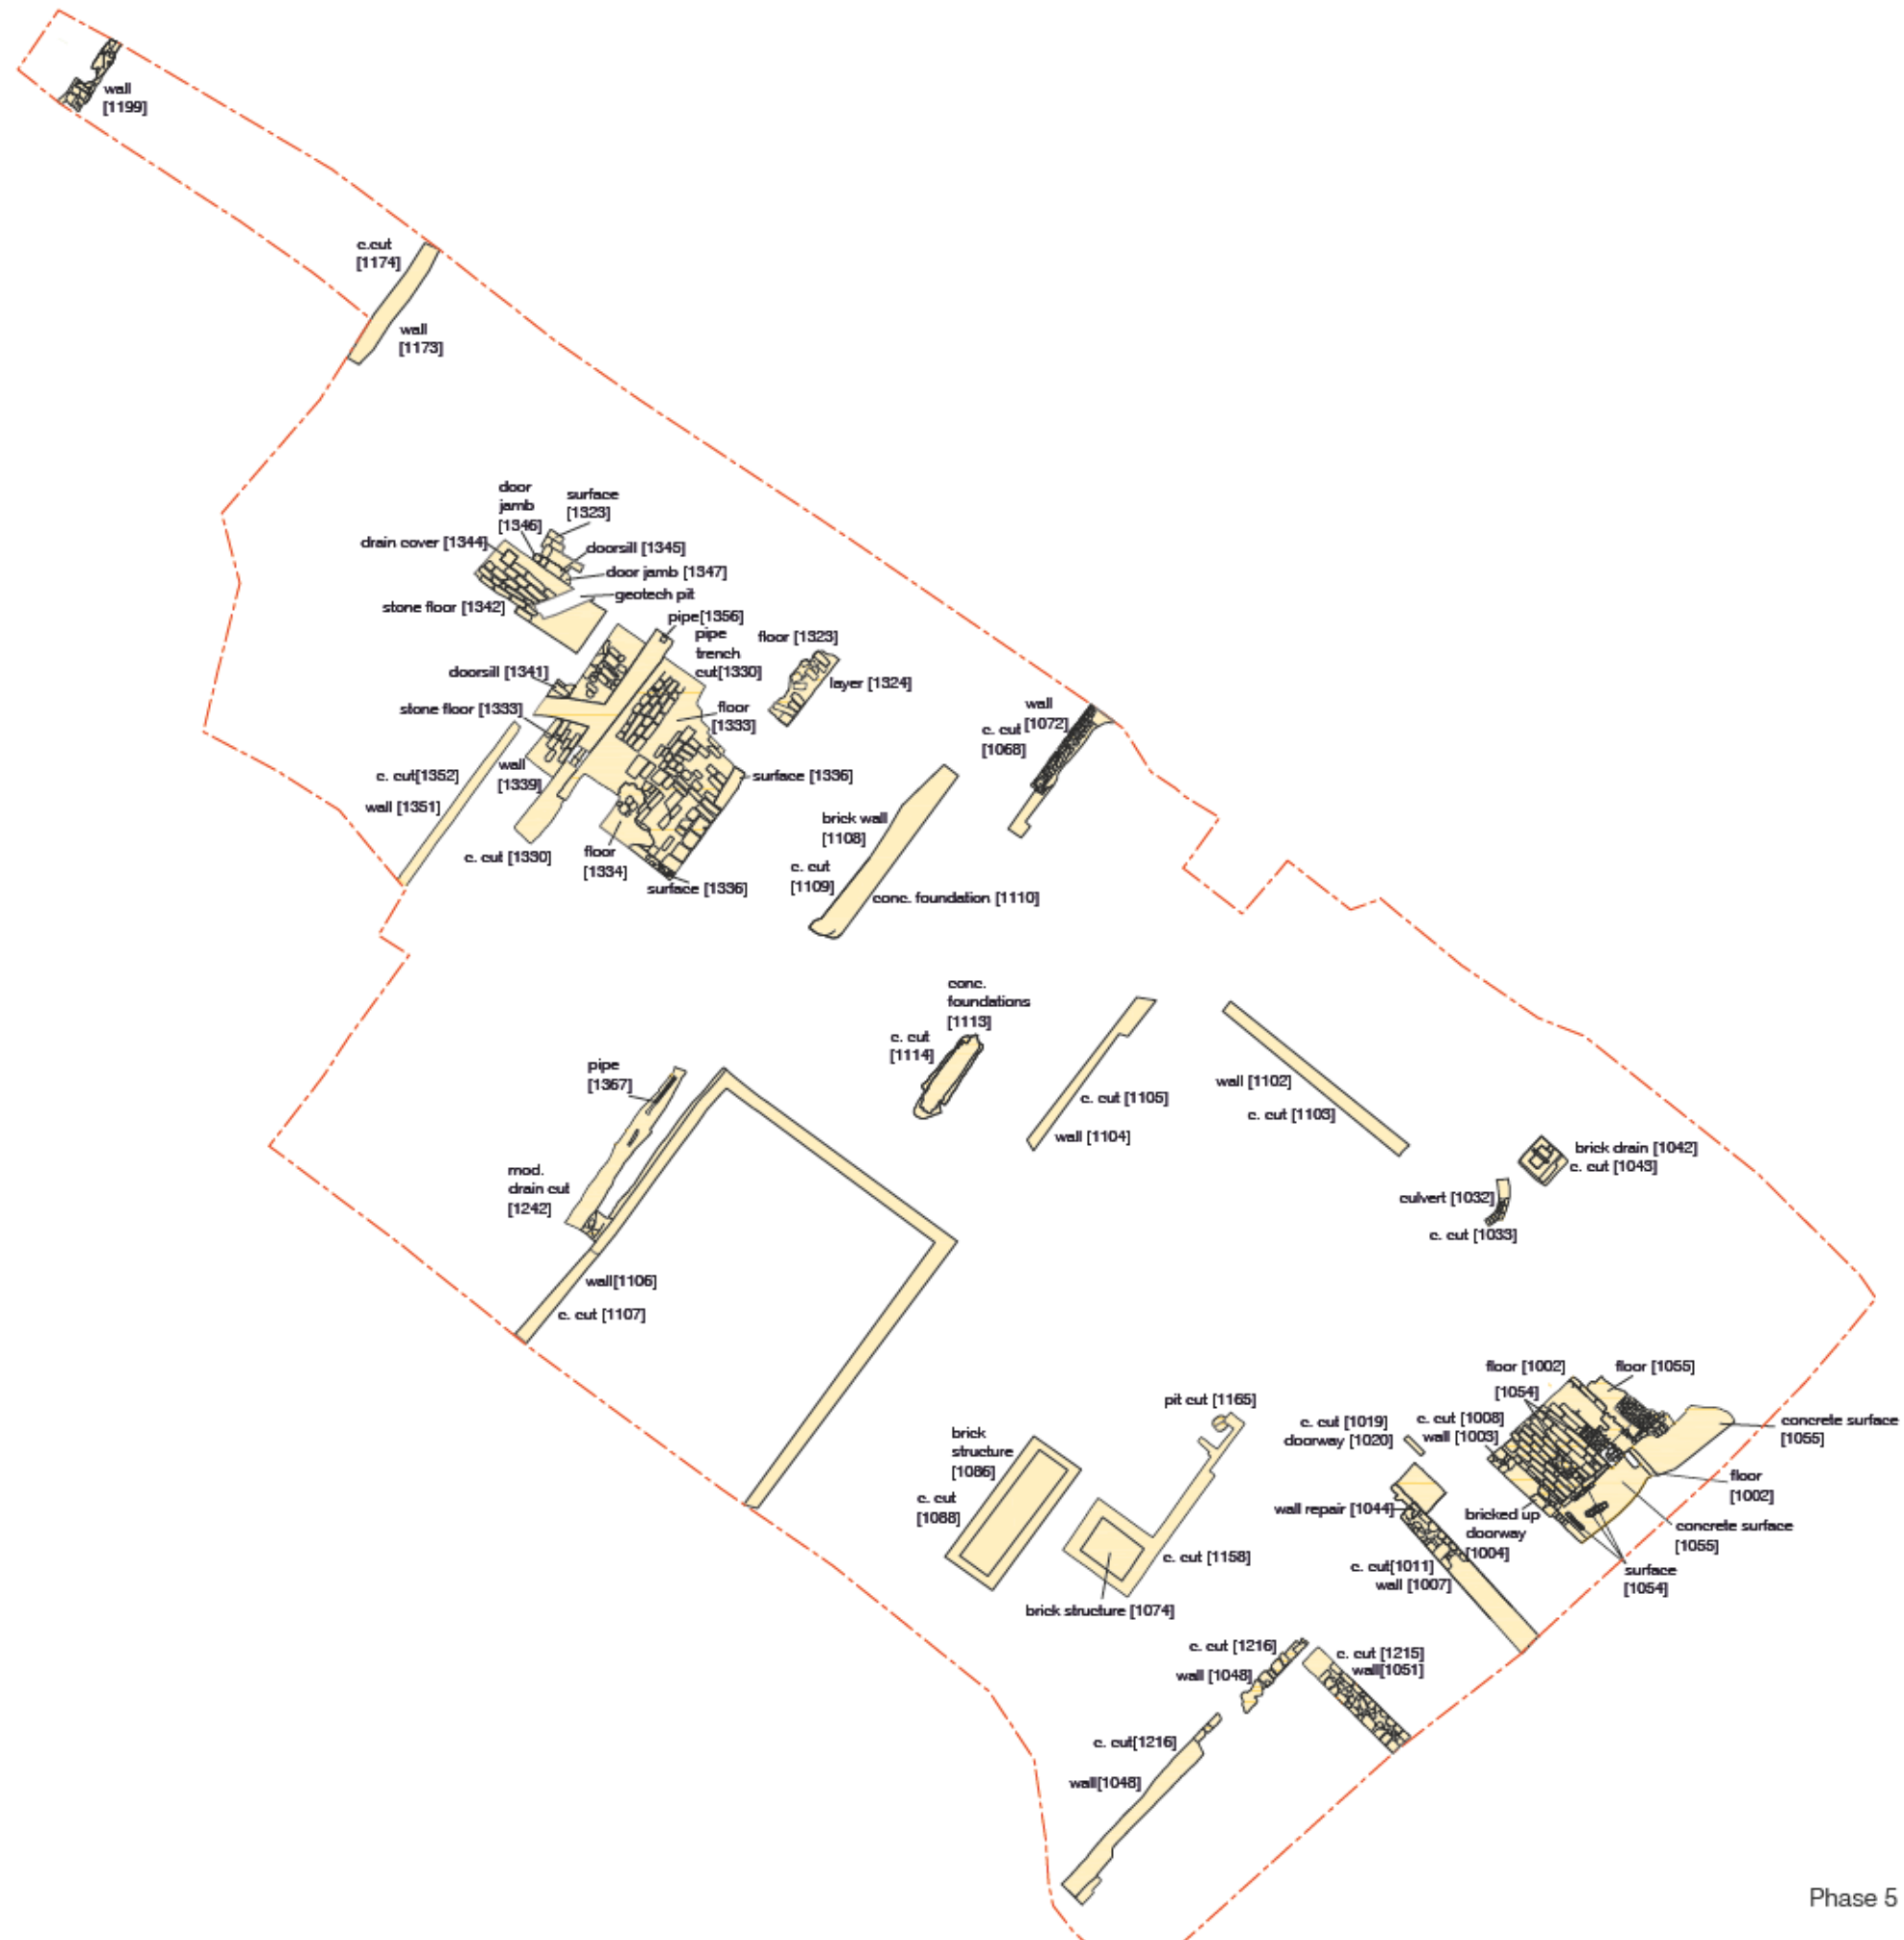 wall
[1199]
c.cut
[1174]
wall
[1173]
door
jamb
[1346]
surface
[1323]
drain cover [1344]
doorsill [1345]
door jamb [1347]
geotech pit
stone floor [1342]
pipe[1356]
pipe
trench
cut[1330]
floor [1323]
layer [1324]
doorsill [1341]
stone floor [1333]
floor
[1333]
wall
[1339]
c. cut[1352]
wall [1351]
surface [1336]
c. cut [1330]
floor
[1334]
surface [1336]
wall
[1072]
c. cut
[1068]
brick wall
[1108]
c. cut
[1109]
conc. foundation [1110]
conc.
foundations
[1113]
c. cut
[1114]
pipe
[1367]
c. cut [1105]
wall [1104]
wall [1102]
c. cut [1103]
brick drain [1042]
c. cut [1043]
culvert [1032]
c. cut [1033]
mod.
drain cut
[1242]
wall[1106]
c. cut [1107]
floor [1002]
floor [1055]
[1054]
pit cut [1165]
c. cut [1019]
doorway [1020]
c. cut [1008]
wall [1003]
concrete surface
[1055]
brick
structure
[1086]
c. cut
[1088]
floor
[1002]
wall repair [1044]
bricked up
doorway
[1004]
concrete surface
[1055]
c. cut [1158]
c. cut[1011]
wall [1007]
surface
[1054]
brick structure [1074]
c. cut [1216]
wall [1048]
c. cut [1215]
wall[1051]
c. cut[1216]
wall[1048]
Phase 5